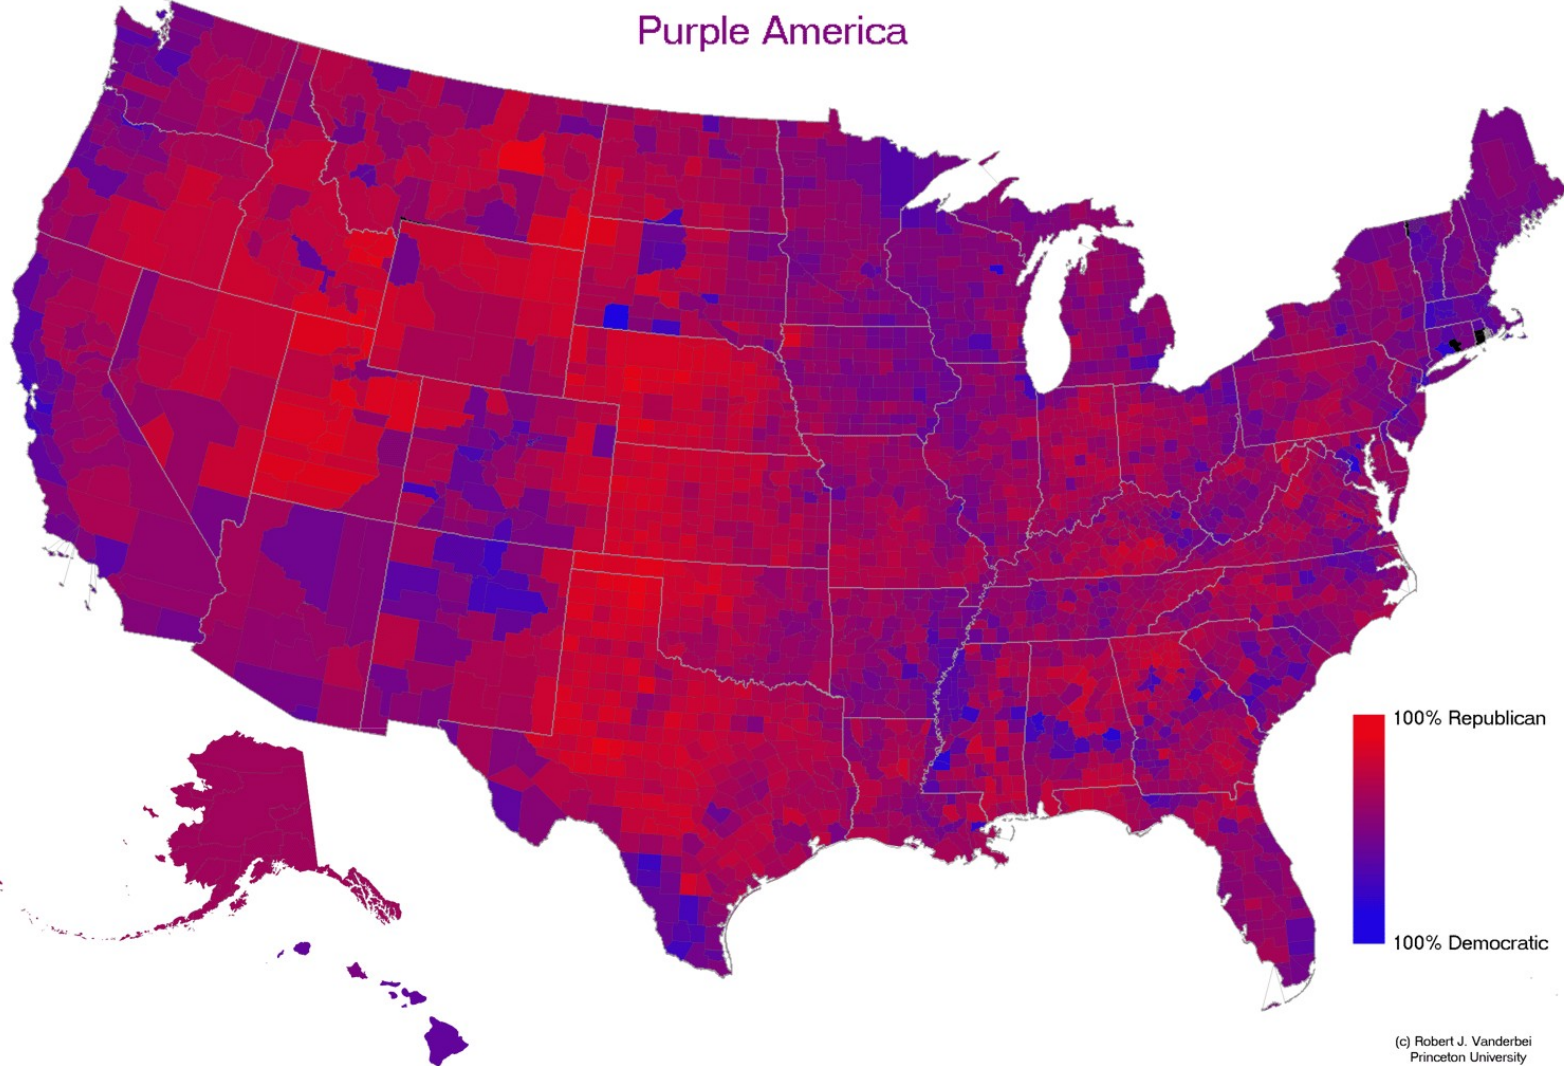 Purple America
100% Republican
100% Democratic
(c) Robert J. Vanderbei
Princeton University